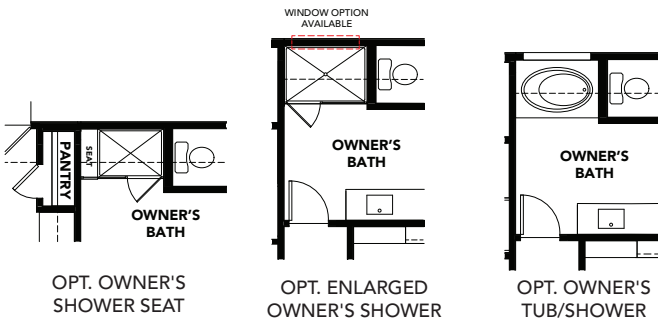 WINDOW OPTION
AVAILABLE
PANTRY
SEAT
OWNER'S
BATH
OPT. OWNER'S
SHOWER SEAT
OWNER'S
BATH
OPT. ENLARGED
OWNER'S SHOWER
OWNER'S
BATH
OPT. OWNER'S
TUB/SHOWER